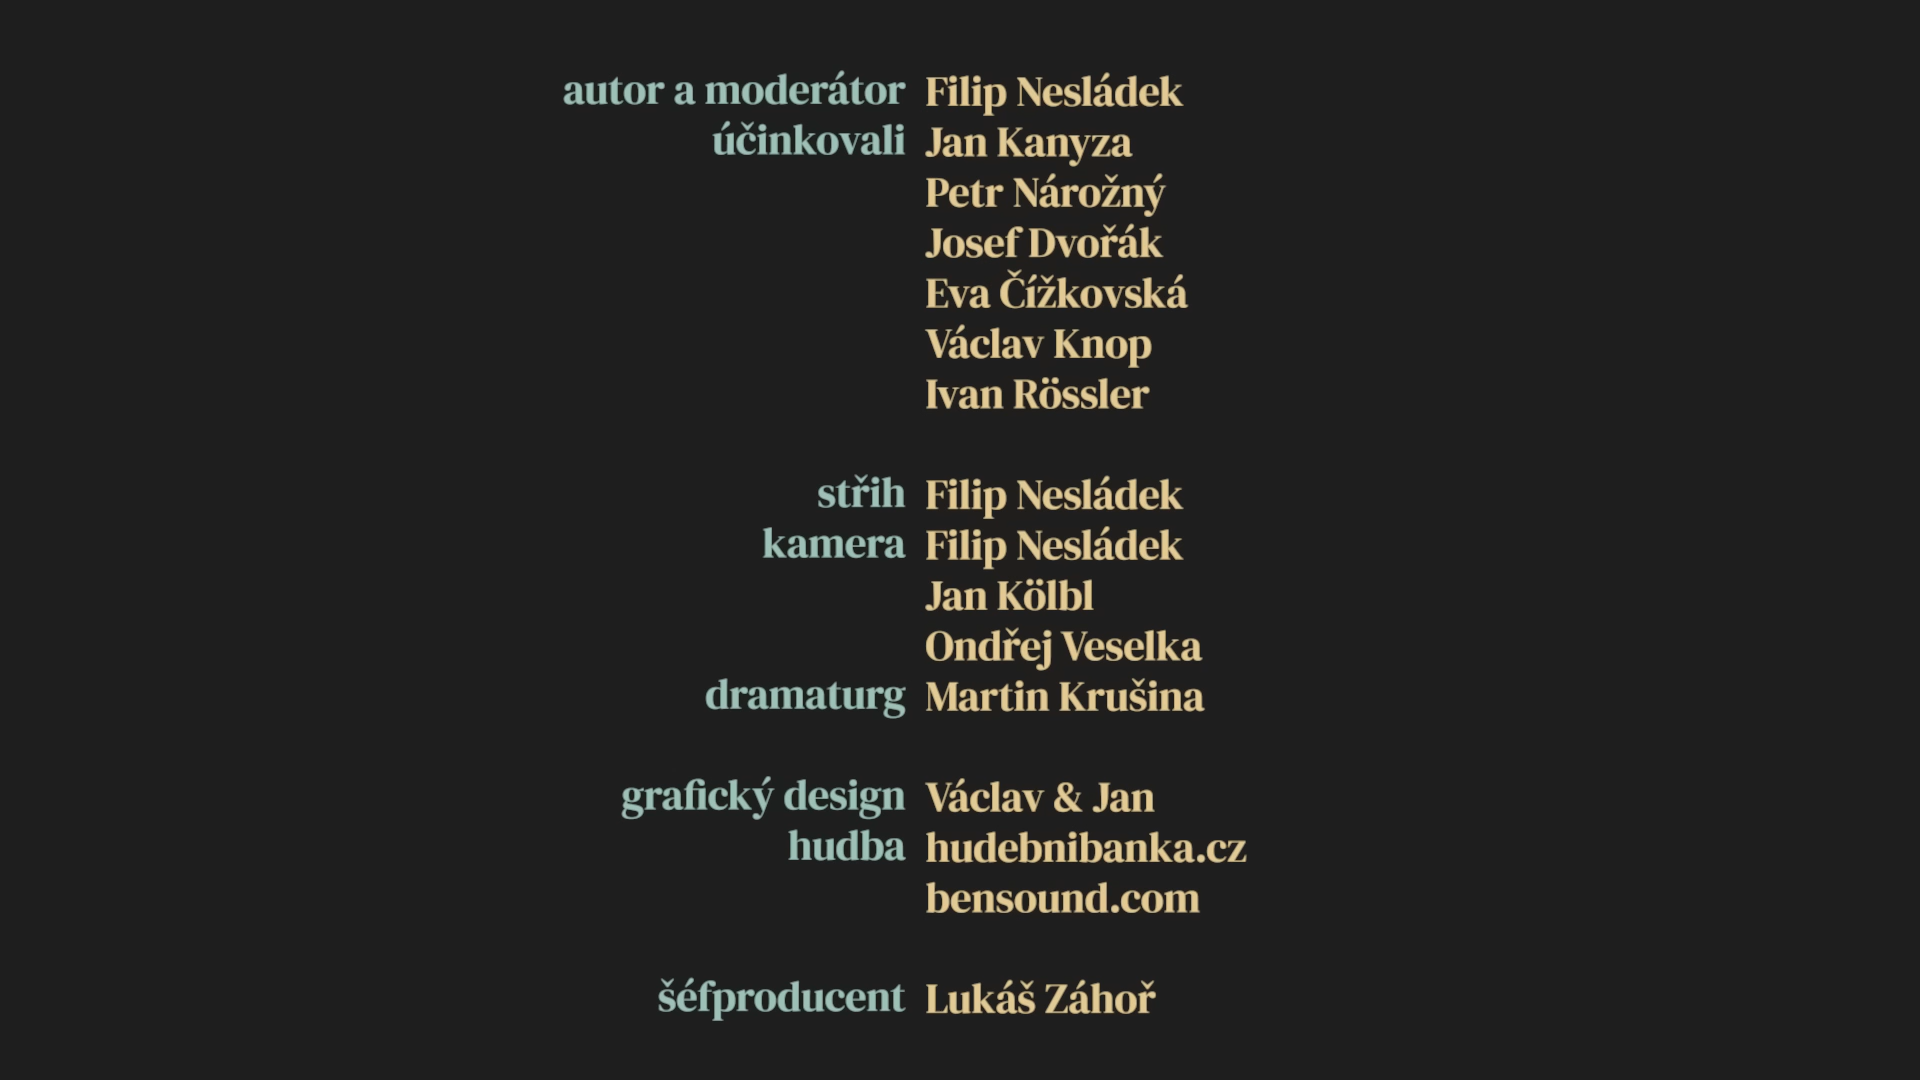 autor a moderátor Filip Nesládek
účinkovali Jan Kanyza
Petr Nárožný
Josef Dvořák
Eva Čížkovská
Václav Knop
Ivan Rössler
střih Filip Nesládek
kamera Filip Nesládek
Jan Kölbl
Ondřej Veselka
dramaturg Martin Krušina
grafický design Václav & Jan
hudba hudebnibanka.cz
bensound.com
šéfproducent Lukáš Záhoř